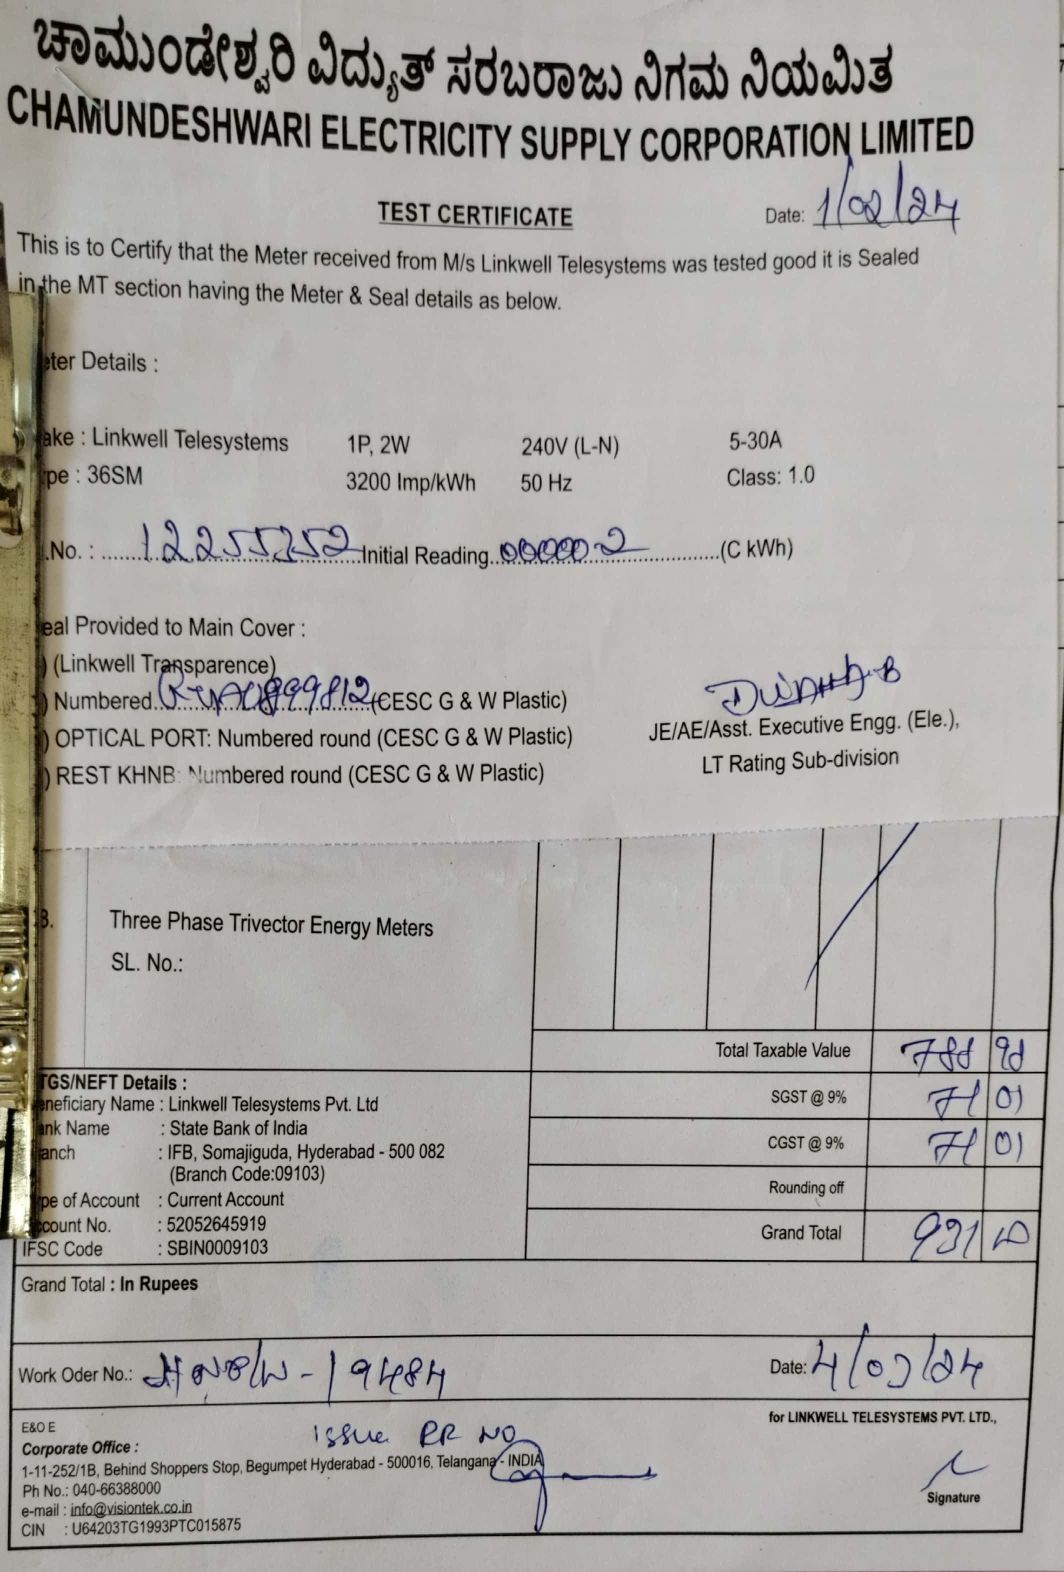 ಚಾಮುಂಡೇಶ್ವರಿ ವಿದ್ಯುತ್ ಸರಬರಾಜು ನಿಗಮ ನಿಯಮಿತ
CHAMUNDESHWARI ELECTRICITY SUPPLY CORPORATION LIMITED
TEST CERTIFICATE
Date: 1/02/24
This is to Certify that the Meter received from M/s Linkwell Telesystems was tested good it is Sealed
in the MT section having the Meter & Seal details as below.
eter Details :
ake : Linkwell Telesystems 1P, 2W 240V (L-N) 5-30A
pe : 36SM 3200 Imp/kWh 50 Hz Class: 1.0
.No. : 12255252 Initial Reading 000002 (C kWh)
eal Provided to Main Cover :
) (Linkwell Transparence)
) Numbered (CESC G & W Plastic)
) OPTICAL PORT: Numbered round (CESC G & W Plastic)
) REST KHNB: Numbered round (CESC G & W Plastic)
JE/AE/Asst. Executive Engg. (Ele.),
LT Rating Sub-division
3. Three Phase Trivector Energy Meters
SL. No.:
Total Taxable Value
SGST @ 9% 71 01
CGST @ 9% 71 01
Rounding off
Grand Total 931
TGS/NEFT Details :
eneficiary Name : Linkwell Telesystems Pvt. Ltd
ank Name : State Bank of India
anch : IFB, Somajiguda, Hyderabad - 500 082
(Branch Code:09103)
pe of Account : Current Account
ccount No. : 52052645919
IFSC Code : SBIN0009103
Grand Total : In Rupees
Work Oder No.: - 19484
Date: 4/03/24
E&O E
for LINKWELL TELESYSTEMS PVT. LTD.,
Issue RR NO
Corporate Office :
1-11-252/1B, Behind Shoppers Stop, Begumpet Hyderabad - 500016, Telangana - INDIA
Ph No.: 040-66388000
e-mail : info@visiontek.co.in
CIN : U64203TG1993PTC015875
Signature